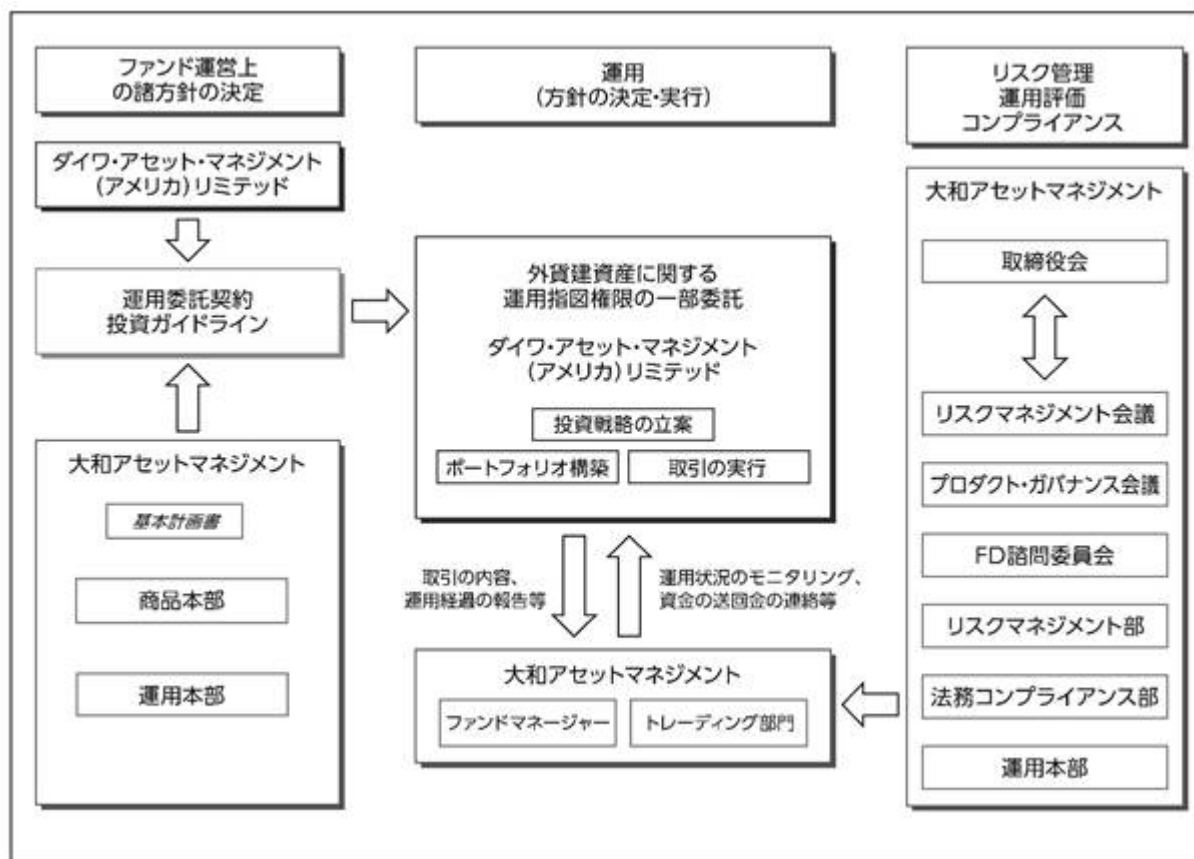 ファンド運営上
の諸方針の決定
ダイワ・アセット・マネジメント
(アメリカ)リミテッド
運用委託契約
投資ガイドライン
大和アセットマネジメント
基本計画書
商品本部
運用本部
運用
(方針の決定・実行)
外貨建資産に関する
運用指図権限の一部委託
ダイワ・アセット・マネジメント
(アメリカ)リミテッド
投資戦略の立案
ポートフォリオ構築
取引の実行
取引の内容、
運用経過の報告等
運用状況のモニタリング、
資金の送回金の連絡等
大和アセットマネジメント
ファンドマネージャー
トレーディング部門
リスク管理
運用評価
コンプライアンス
大和アセットマネジメント
取締役会
リスクマネジメント会議
プロダクト・ガバナンス会議
FD諮問委員会
リスクマネジメント部
法務コンプライアンス部
運用本部